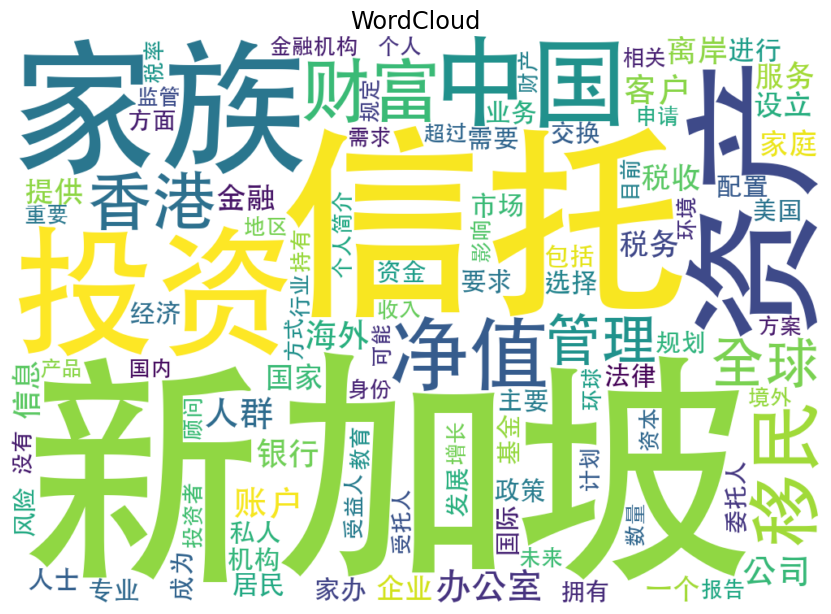 WordCloud
家族
财富
中国
资产
信托
投资
新加坡
香港
净值
管理
全球
移民
税率
监管
方面
金融机构
个人
规定
需求
业务
超过
需要
财产
交换
相关
客户
申请
离岸
进行
服务
设立
家庭
提供
重要
金融
地区
持有
个人简介
市场
影响
资金
要求
包括
选择
目前
税收
税务
环境
配置
美国
经济
行业
方式
海外
收入
可能
规划
方案
法律
信息
产品
国内
国家
身份
主要
环球
境外
没有
人群
顾问
银行
受益人
教育
增长
发展
基金
政策
计划
资本
委托人
风险
账户
投资者
私人
受托人
国际
数量
成为
机构
居民
未来
公司
人士
专业
家办
企业
办公室
拥有
一个
报告